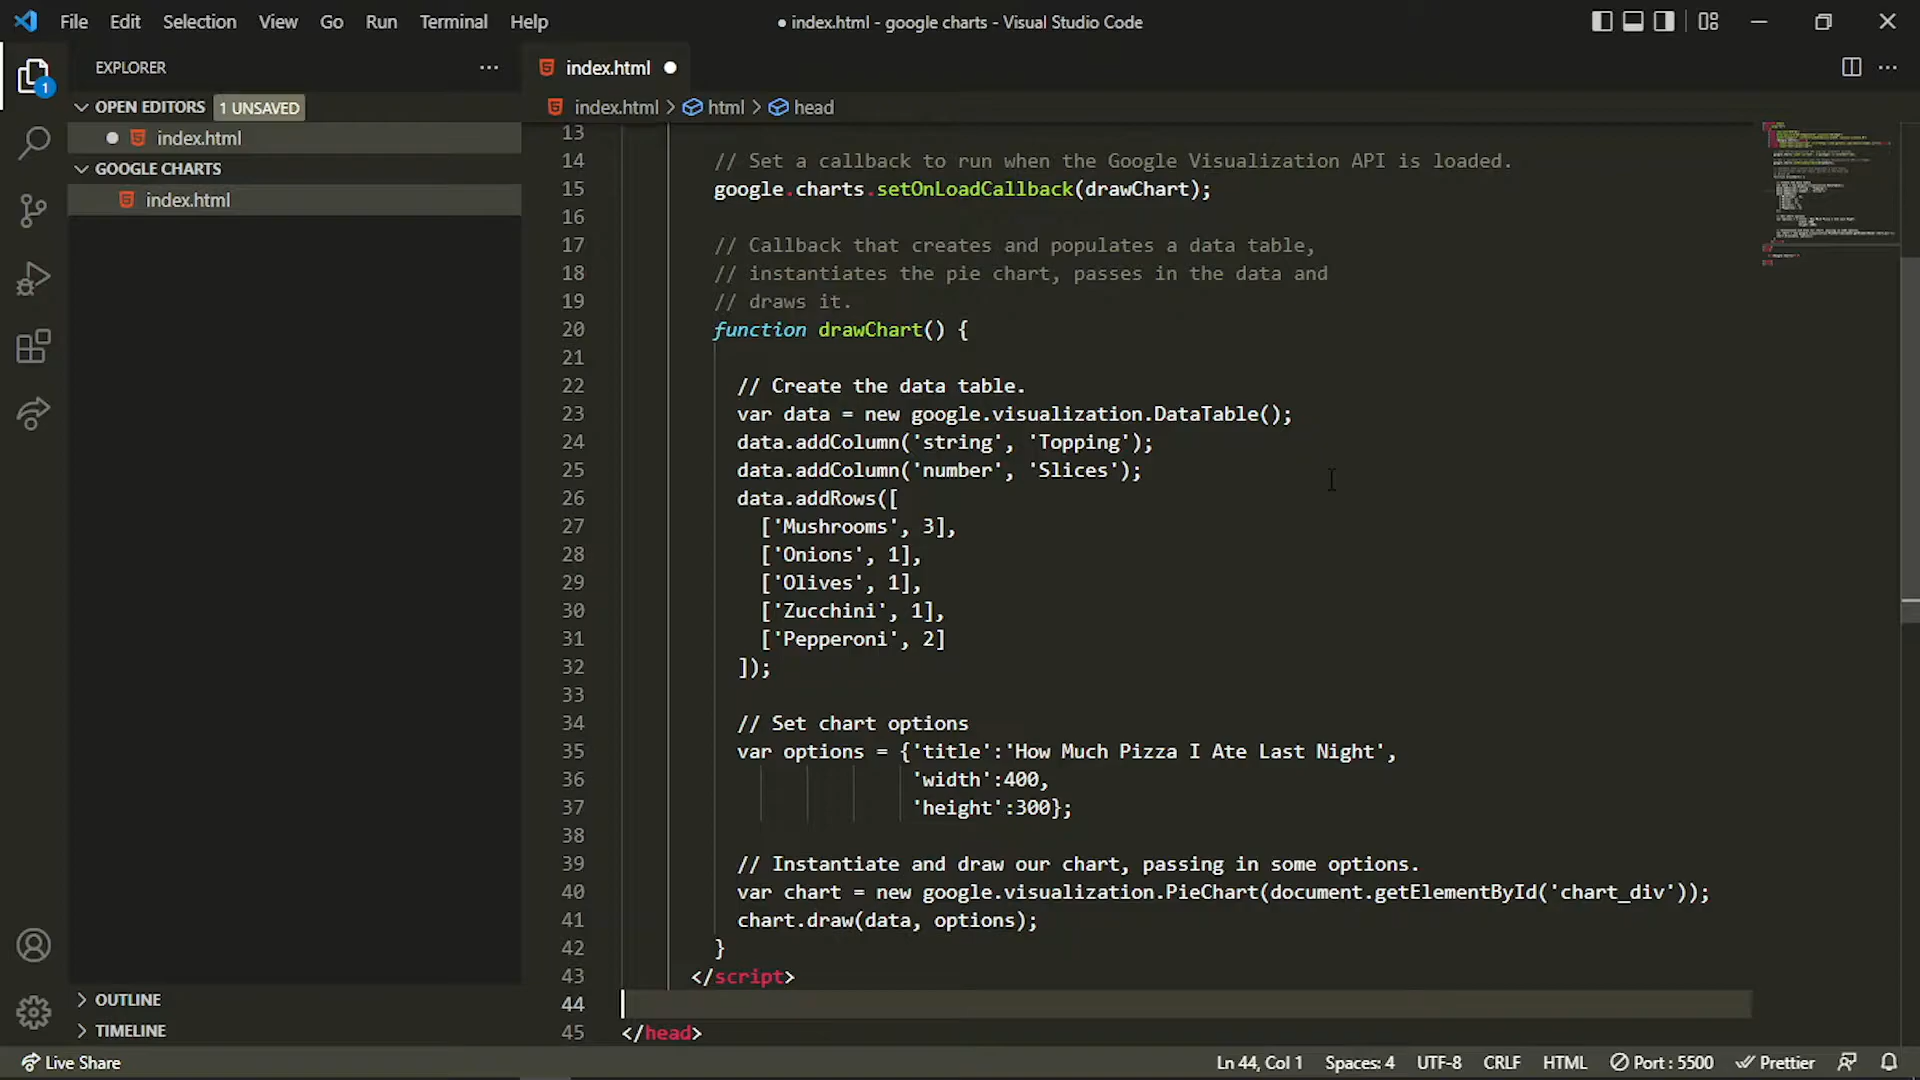 File Edit Selection View Go Run Terminal Help
● index.html - google charts - Visual Studio Code
EXPLORER
1
OPEN EDITORS 1 UNSAVED
index.html
GOOGLE CHARTS
index.html
OUTLINE
TIMELINE
index.html
index.html > html > head
13
14 // Set a callback to run when the Google Visualization API is loaded.
15 google.charts.setOnLoadCallback(drawChart);
16
17 // Callback that creates and populates a data table,
18 // instantiates the pie chart, passes in the data and
19 // draws it.
20 function drawChart() {
21
22 // Create the data table.
23 var data = new google.visualization.DataTable();
24 data.addColumn('string', 'Topping');
25 data.addColumn('number', 'Slices');
26 data.addRows([
27 ['Mushrooms', 3],
28 ['Onions', 1],
29 ['Olives', 1],
30 ['Zucchini', 1],
31 ['Pepperoni', 2]
32 ]);
33
34 // Set chart options
35 var options = {'title':'How Much Pizza I Ate Last Night',
36 'width':400,
37 'height':300};
38
39 // Instantiate and draw our chart, passing in some options.
40 var chart = new google.visualization.PieChart(document.getElementById('chart_div'));
41 chart.draw(data, options);
42 }
43 </script>
44
45 </head>
Live Share
Ln 44, Col 1 Spaces: 4 UTF-8 CRLF HTML Port : 5500 Prettier